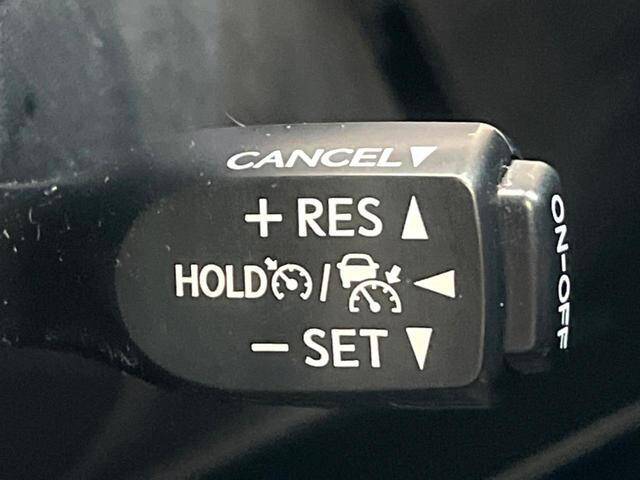 CANCEL▼
+ RES ▲
HOLD / ◀
- SET ▼
ON-OFF